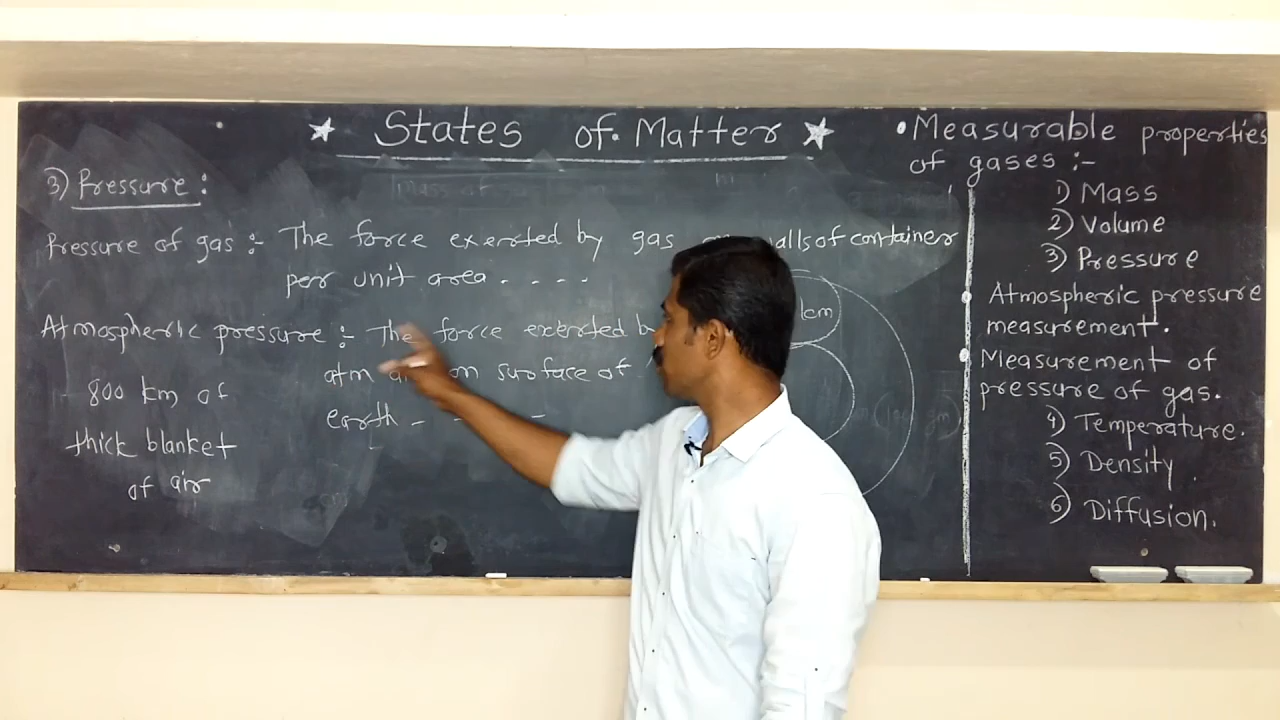 ★ States of Matter ★
3) Pressure :
Pressure of gas :- The force exerted by gas walls of container
per unit area . . . .
Atmospheric pressure :- The force exerted
atm on surface of
earth - - -
800 km of
thick blanket
of air
km
• Measurable properties
of gases :-
1) Mass
2) Volume
3) Pressure
Atmospheric pressure
measurement.
Measurement of
pressure of gas.
4) Temperature.
5) Density.
6) Diffusion.